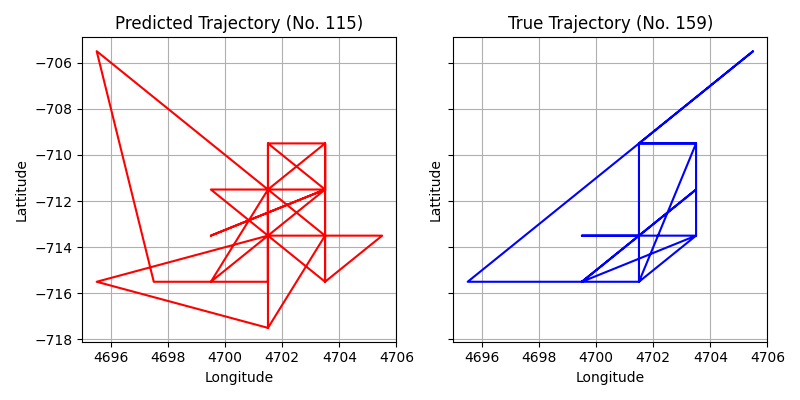 Predicted Trajectory (No. 115)
True Trajectory (No. 159)
−706
−708
−710
−712
−714
−716
−718
Lattitude
Lattitude
4696 4698 4700 4702 4704 4706
4696 4698 4700 4702 4704 4706
Longitude
Longitude